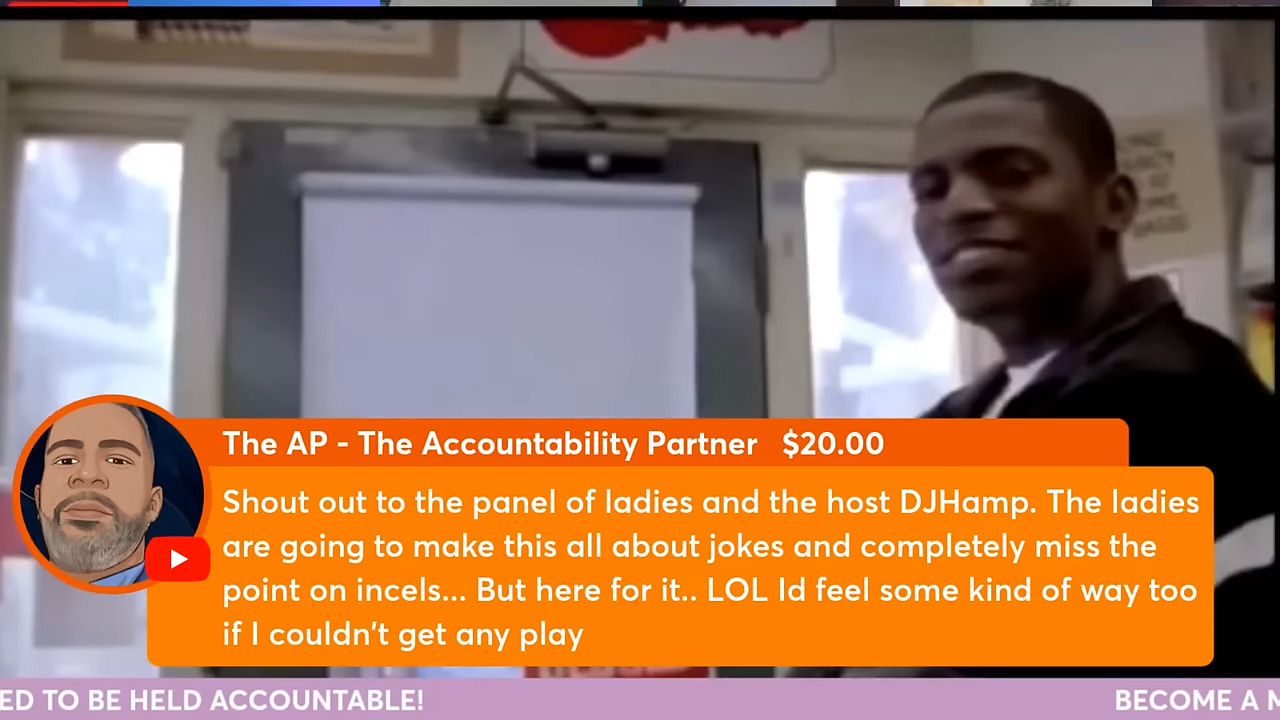 The AP - The Accountability Partner $20.00
Shout out to the panel of ladies and the host DJHamp. The ladies
are going to make this all about jokes and completely miss the
point on incels... But here for it.. LOL Id feel some kind of way too
if I couldn't get any play
ED TO BE HELD ACCOUNTABLE! BECOME A M